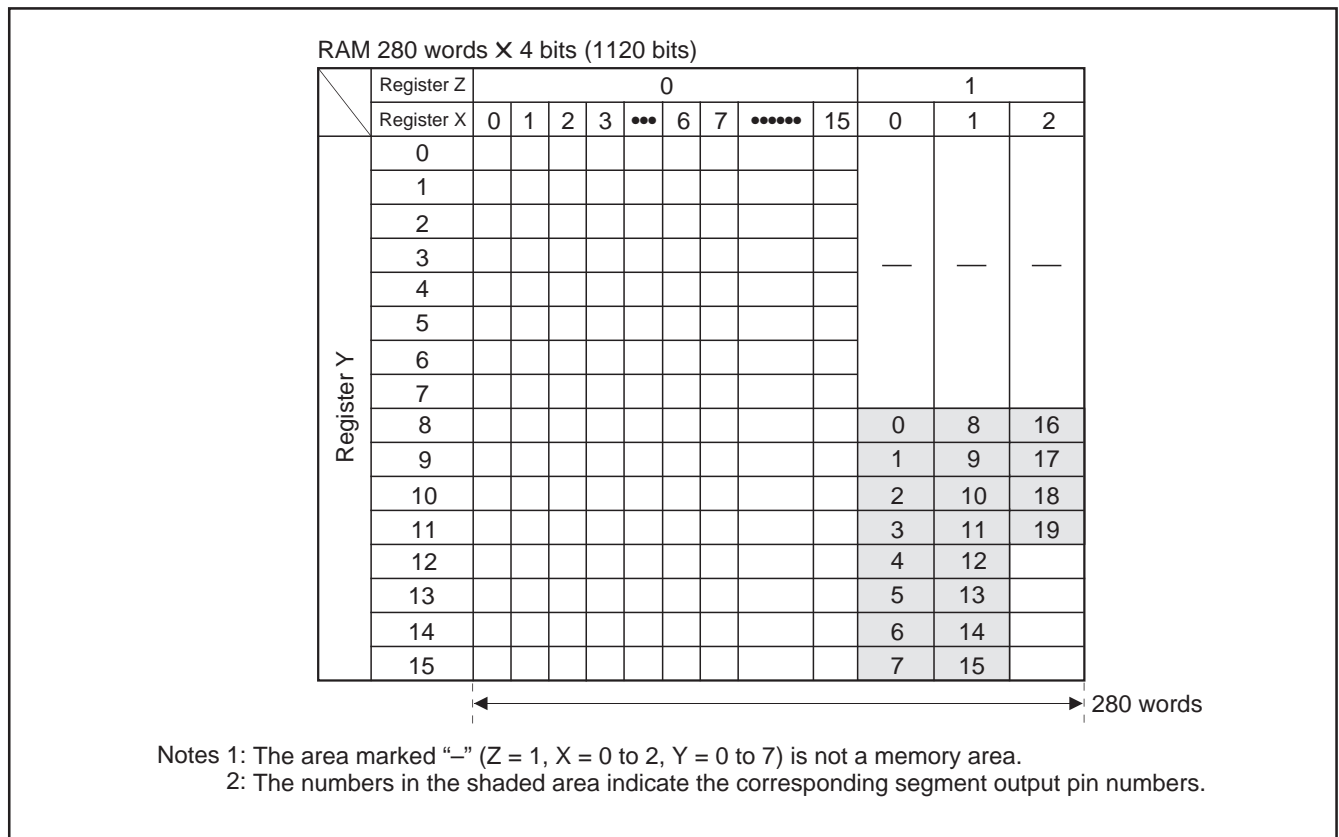 RAM 280 words ✕ 4 bits (1120 bits)
Register Z 0 1
Register X 0 1 2 3 ••• 6 7 •••••• 15 0 1 2
Register Y
0
1
2
3 — — —
4
5
6
7
8 0 8 16
9 1 9 17
10 2 10 18
11 3 11 19
12 4 12
13 5 13
14 6 14
15 7 15
280 words
Notes 1: The area marked “–” (Z = 1, X = 0 to 2, Y = 0 to 7) is not a memory area.
2: The numbers in the shaded area indicate the corresponding segment output pin numbers.